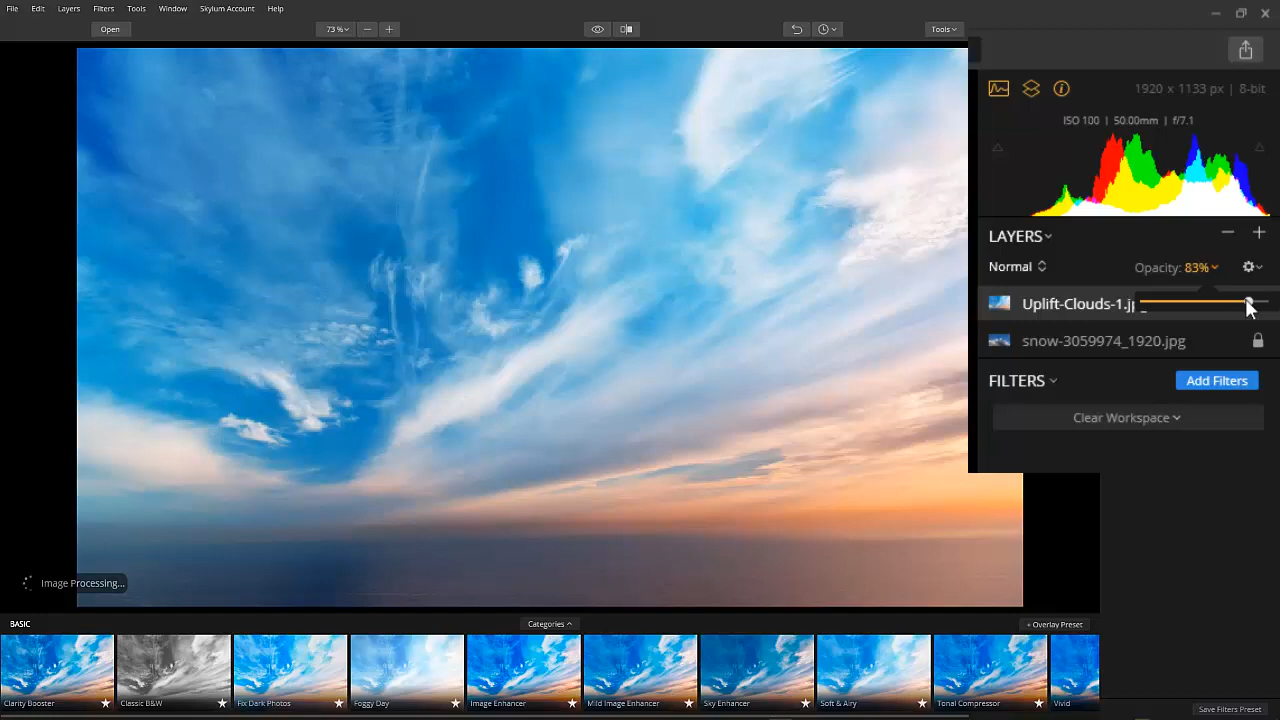 File Edit Layers Filters Tools Window Skylum Account Help
Open 73 % Tools
1920 x 1133 px | 8-bit
ISO 100 | 50.00mm | f/7.1
LAYERS
Normal Opacity: 83%
Uplift-Clouds-1.jp
snow-3059974_1920.jpg
FILTERS Add Filters
Clear Workspace
Image Processing...
BASIC Categories + Overlay Preset
Clarity Booster Classic B&W Fix Dark Photos Foggy Day Image Enhancer Mild Image Enhancer Sky Enhancer Soft & Airy Tonal Compressor Vivid
Save Filters Preset